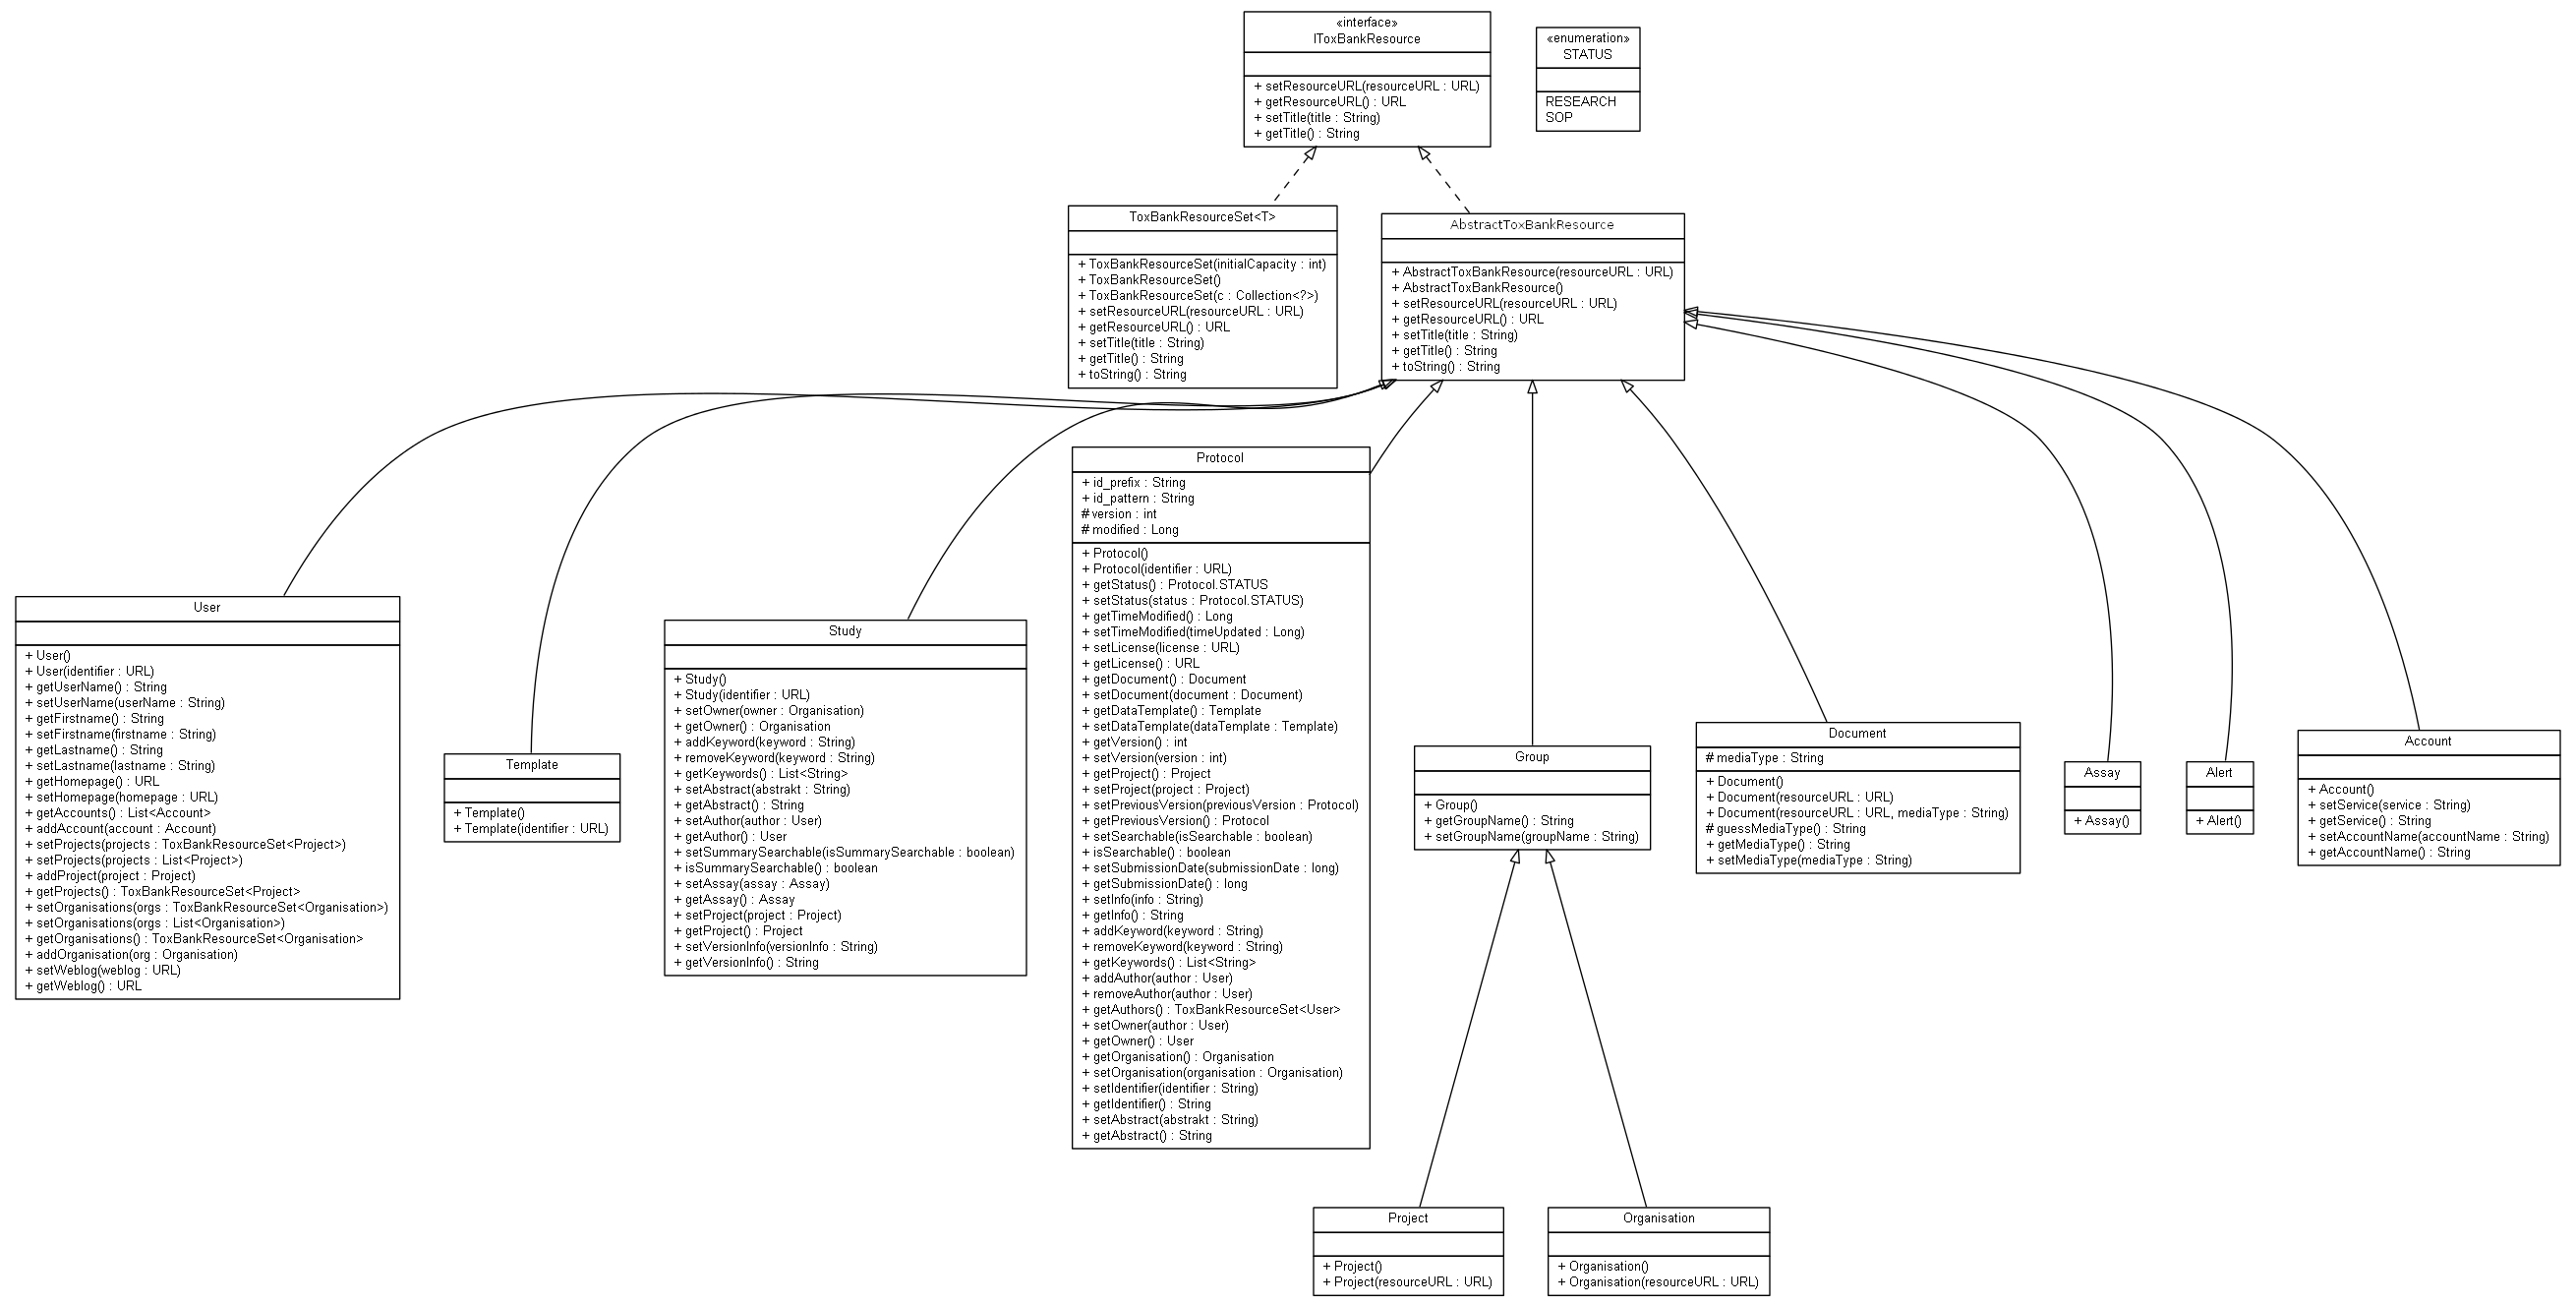 «interface»
IToxBankResource
+ setResourceURL(resourceURL : URL)
+ getResourceURL() : URL
+ setTitle(title : String)
+ getTitle() : String
«enumeration»
STATUS
RESEARCH
SOP
ToxBankResourceSet<T>
+ ToxBankResourceSet(initialCapacity : int)
+ ToxBankResourceSet()
+ ToxBankResourceSet(c : Collection<?>)
+ setResourceURL(resourceURL : URL)
+ getResourceURL() : URL
+ setTitle(title : String)
+ getTitle() : String
+ toString() : String
AbstractToxBankResource
+ AbstractToxBankResource(resourceURL : URL)
+ AbstractToxBankResource()
+ setResourceURL(resourceURL : URL)
+ getResourceURL() : URL
+ setTitle(title : String)
+ getTitle() : String
+ toString() : String
User
+ User()
+ User(identifier : URL)
+ getUserName() : String
+ setUserName(userName : String)
+ getFirstname() : String
+ setFirstname(firstname : String)
+ getLastname() : String
+ setLastname(lastname : String)
+ getHomepage() : URL
+ setHomepage(homepage : URL)
+ getAccounts() : List<Account>
+ addAccount(account : Account)
+ setProjects(projects : ToxBankResourceSet<Project>)
+ setProjects(projects : List<Project>)
+ addProject(project : Project)
+ getProjects() : ToxBankResourceSet<Project>
+ setOrganisations(orgs : ToxBankResourceSet<Organisation>)
+ setOrganisations(orgs : List<Organisation>)
+ getOrganisations() : ToxBankResourceSet<Organisation>
+ addOrganisation(org : Organisation)
+ setWeblog(weblog : URL)
+ getWeblog() : URL
Template
+ Template()
+ Template(identifier : URL)
Study
+ Study()
+ Study(identifier : URL)
+ setOwner(owner : Organisation)
+ getOwner() : Organisation
+ addKeyword(keyword : String)
+ removeKeyword(keyword : String)
+ getKeywords() : List<String>
+ setAbstract(abstrakt : String)
+ getAbstract() : String
+ setAuthor(author : User)
+ getAuthor() : User
+ setSummarySearchable(isSummarySearchable : boolean)
+ isSummarySearchable() : boolean
+ setAssay(assay : Assay)
+ getAssay() : Assay
+ setProject(project : Project)
+ getProject() : Project
+ setVersionInfo(versionInfo : String)
+ getVersionInfo() : String
Protocol
+ id_prefix : String
+ id_pattern : String
# version : int
# modified : Long
+ Protocol()
+ Protocol(identifier : URL)
+ getStatus() : Protocol.STATUS
+ setStatus(status : Protocol.STATUS)
+ getTimeModified() : Long
+ setTimeModified(timeUpdated : Long)
+ setLicense(license : URL)
+ getLicense() : URL
+ getDocument() : Document
+ setDocument(document : Document)
+ getDataTemplate() : Template
+ setDataTemplate(dataTemplate : Template)
+ getVersion() : int
+ setVersion(version : int)
+ getProject() : Project
+ setProject(project : Project)
+ setPreviousVersion(previousVersion : Protocol)
+ getPreviousVersion() : Protocol
+ setSearchable(isSearchable : boolean)
+ isSearchable() : boolean
+ setSubmissionDate(submissionDate : long)
+ getSubmissionDate() : long
+ setInfo(info : String)
+ getInfo() : String
+ addKeyword(keyword : String)
+ removeKeyword(keyword : String)
+ getKeywords() : List<String>
+ addAuthor(author : User)
+ removeAuthor(author : User)
+ getAuthors() : ToxBankResourceSet<User>
+ setOwner(author : User)
+ getOwner() : User
+ getOrganisation() : Organisation
+ setOrganisation(organisation : Organisation)
+ setIdentifier(identifier : String)
+ getIdentifier() : String
+ setAbstract(abstrakt : String)
+ getAbstract() : String
Group
+ Group()
+ getGroupName() : String
+ setGroupName(groupName : String)
Document
# mediaType : String
+ Document()
+ Document(resourceURL : URL)
+ Document(resourceURL : URL, mediaType : String)
# guessMediaType() : String
+ getMediaType() : String
+ setMediaType(mediaType : String)
Assay
+ Assay()
Alert
+ Alert()
Account
+ Account()
+ setService(service : String)
+ getService() : String
+ setAccountName(accountName : String)
+ getAccountName() : String
Project
+ Project()
+ Project(resourceURL : URL)
Organisation
+ Organisation()
+ Organisation(resourceURL : URL)